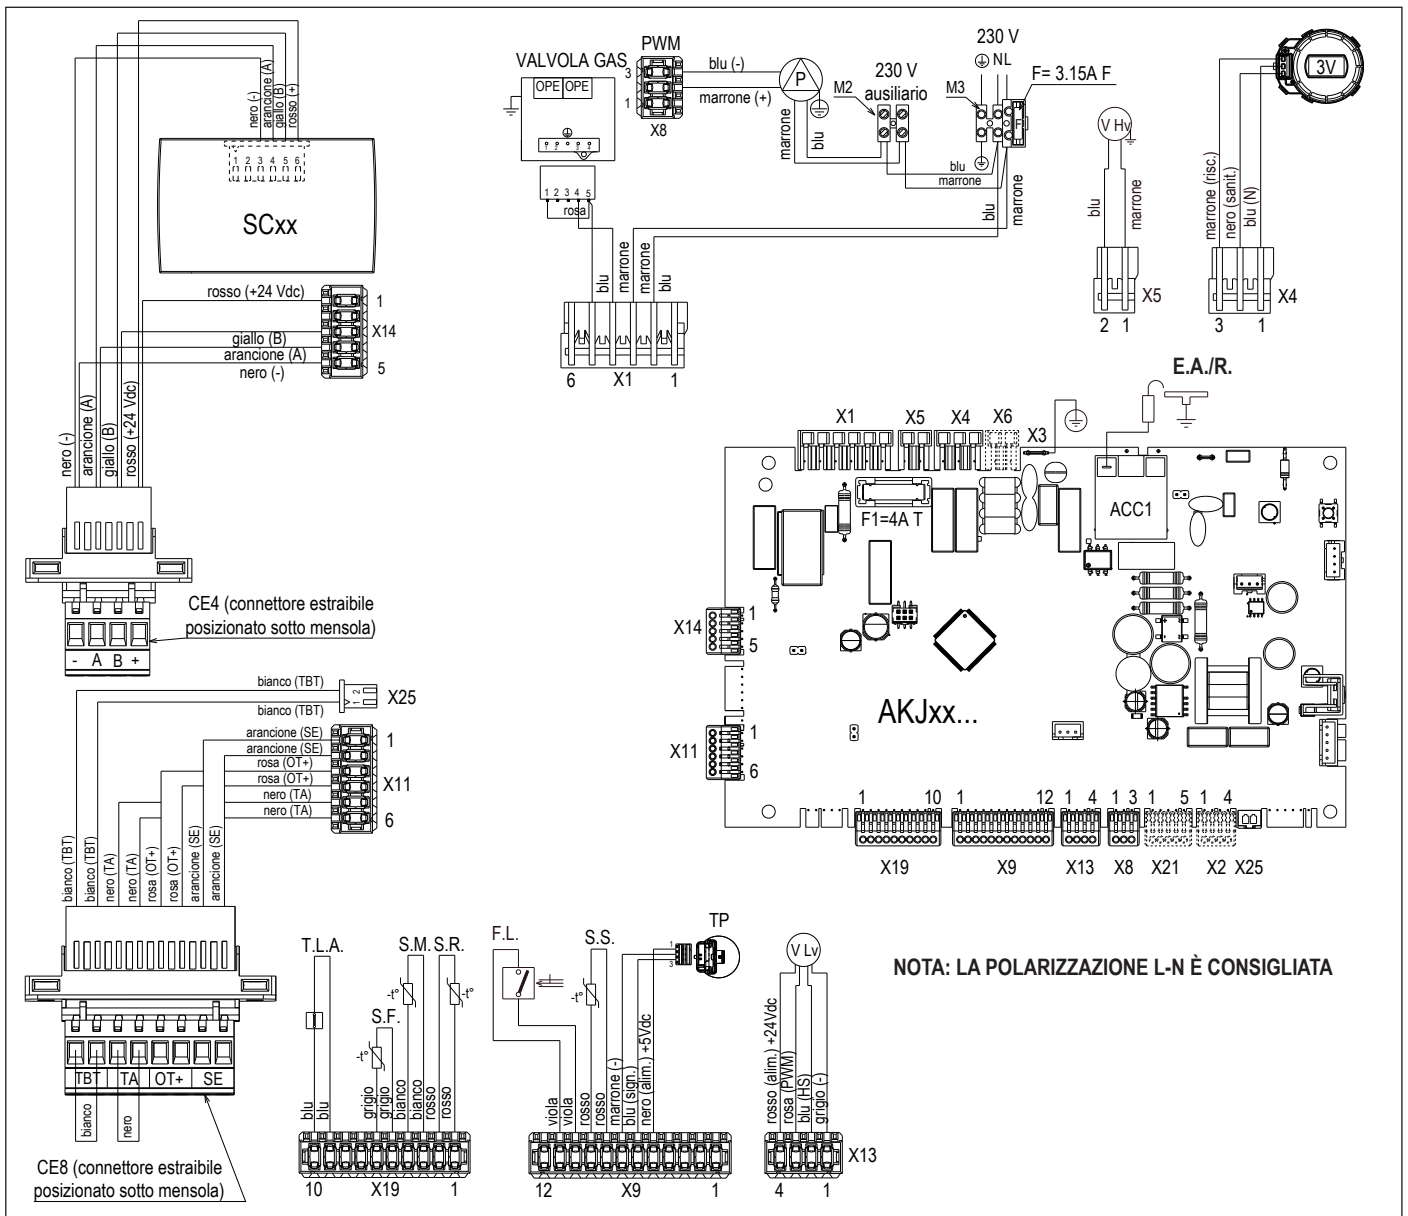 nero (-)
arancione (A)
giallo (B)
rosso (+)
1 2 3 4 5 6
SCxx
rosso (+24 Vdc)
giallo (B)
arancione (A)
nero (-)
1
X14
5
nero (-)
arancione (A)
giallo (B)
rosso (+24 Vdc)
CE4 (connettore estraibile
posizionato sotto mensola)
- A B +
VALVOLA GAS
OPE OPE
1 2 3 4 5
rosa
PWM
3
1
X8
blu (-)
marrone (+)
P
marrone
blu
230 V
ausiliario
M2
230 V
N L
M3
F= 3.15A F
F
blu
marrone
blu
marrone
blu
marrone
marrone
blu
6 X1 1
V Hv
blu
marrone
X5
2 1
3V
marrone (risc.)
nero (sanit.)
blu (N)
X4
3 1
E.A./R.
X1 X5 X4 X6
X3
ACC1
F1=4A T
X14
1
5
AKJxx...
X11
1
6
1 10 1 12 1 4 1 3 1 5 1 4
X19 X9 X13 X8 X21 X2 X25
bianco (TBT)
bianco (TBT)
1 2
X25
arancione (SE)
arancione (SE)
rosa (OT+)
rosa (OT+)
nero (TA)
nero (TA)
1
X11
6
bianco (TBT)
bianco (TBT)
nero (TA)
nero (TA)
rosa (OT+)
rosa (OT+)
arancione (SE)
arancione (SE)
TBT TA OT+ SE
bianco
nero
CE8 (connettore estraibile
posizionato sotto mensola)
T.L.A.
S.F.
S.M. S.R.
-t°
-t°
-t°
blu
blu
grigio
grigio
bianco
bianco
rosso
rosso
10 X19 1
F.L.
S.S.
-t°
TP
1
3
viola
viola
rosso
rosso
marrone (-)
blu (sign.)
nero (alim.) +5Vdc
12 X9 1
V Lv
rosso (alim.) +24Vdc
rosa (PWM)
blu (HS)
grigio (-)
X13
4 1
NOTA: LA POLARIZZAZIONE L-N È CONSIGLIATA